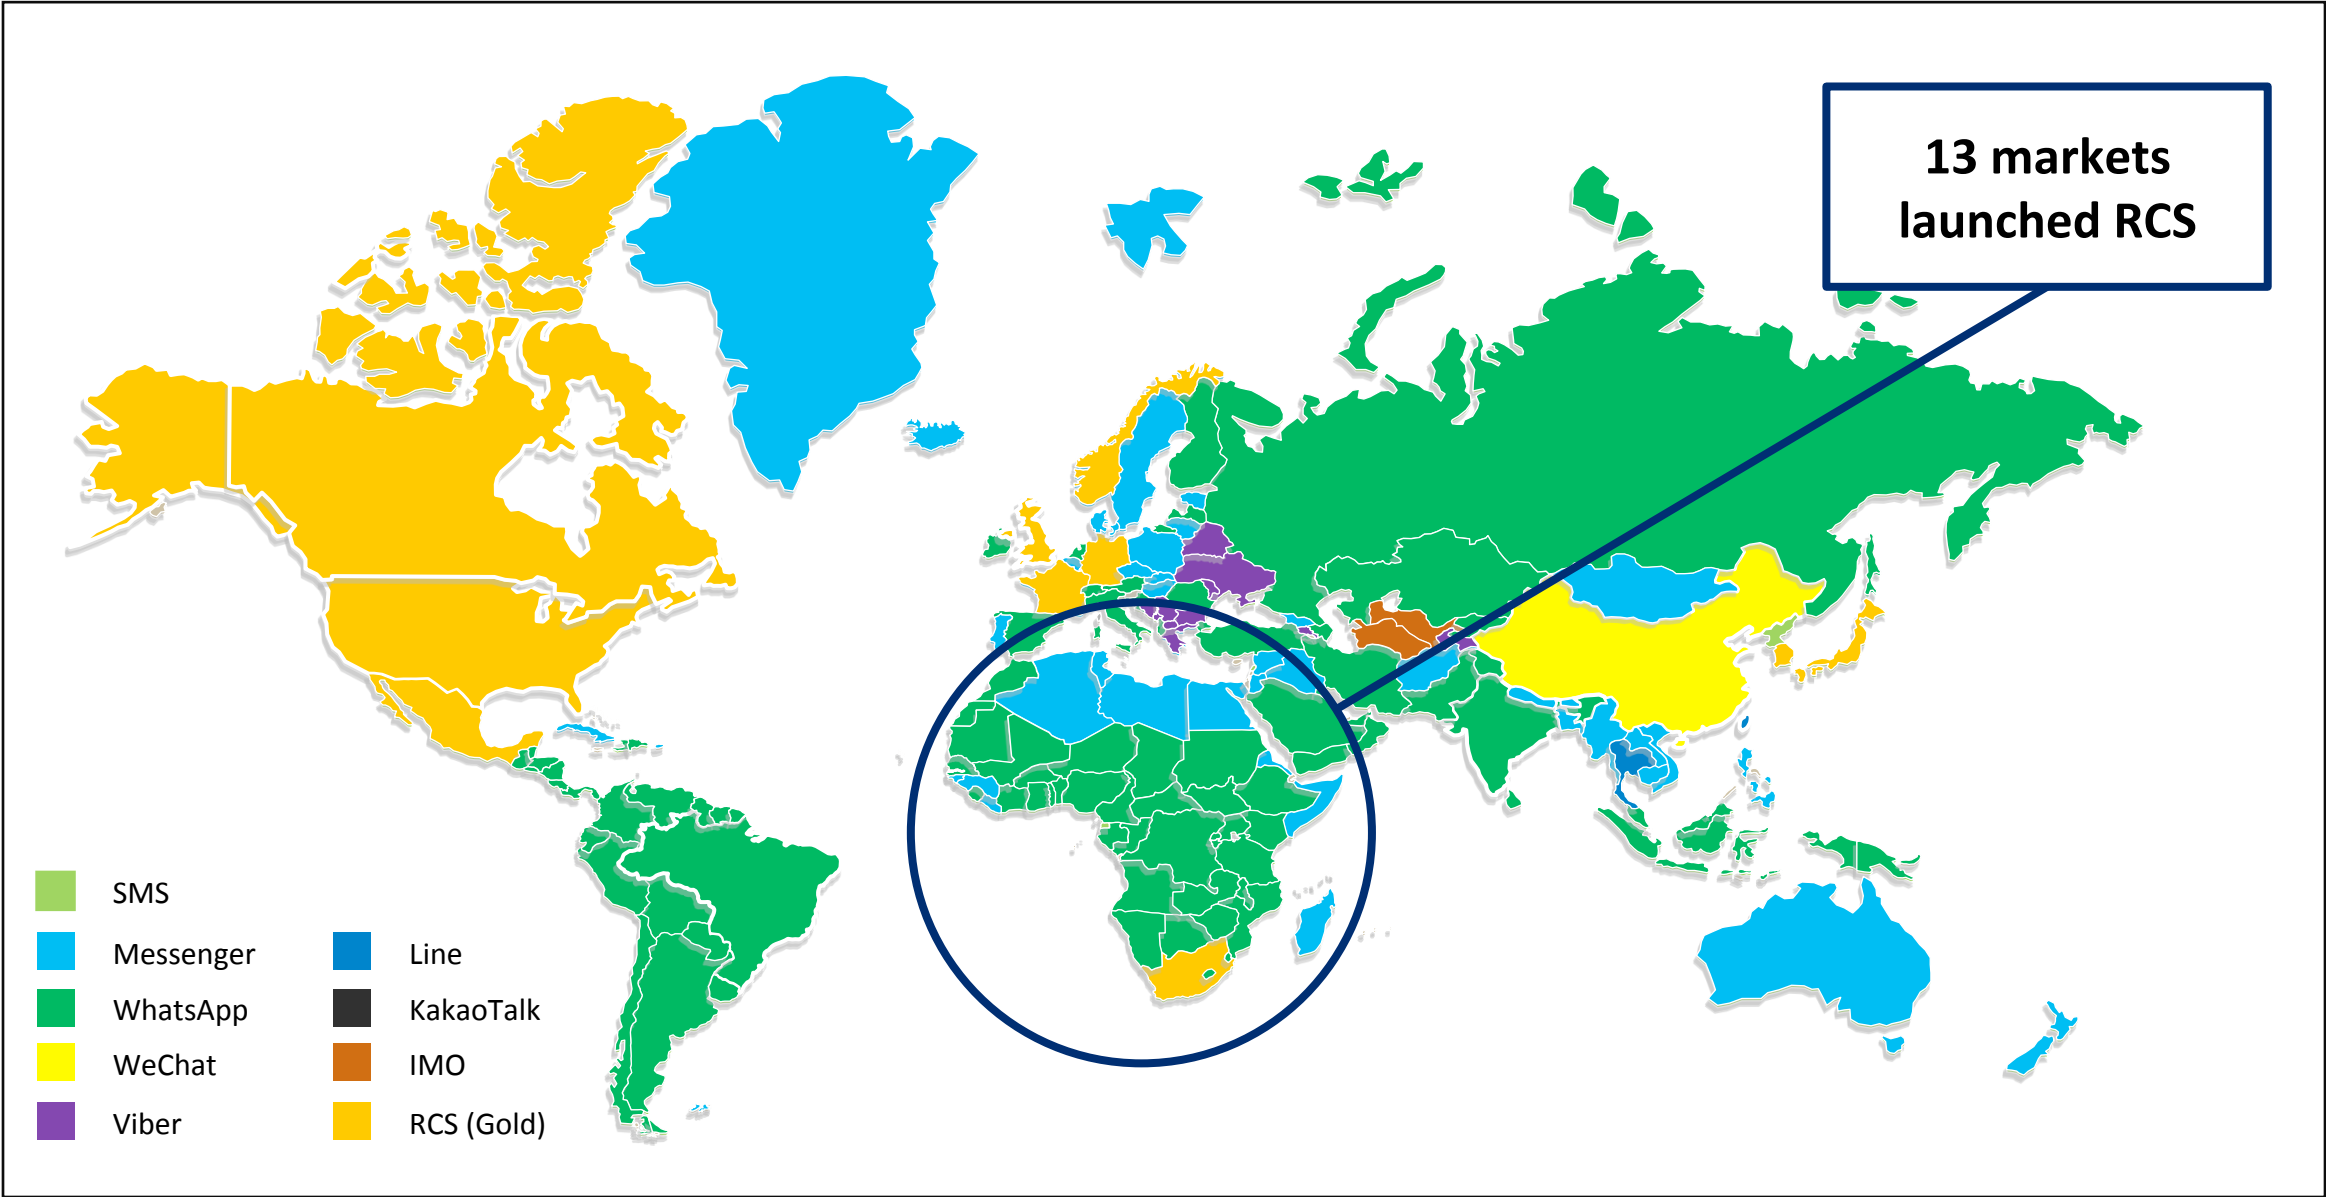 13 markets
launched RCS
SMS
Messenger
WhatsApp
WeChat
Viber
Line
KakaoTalk
IMO
RCS (Gold)